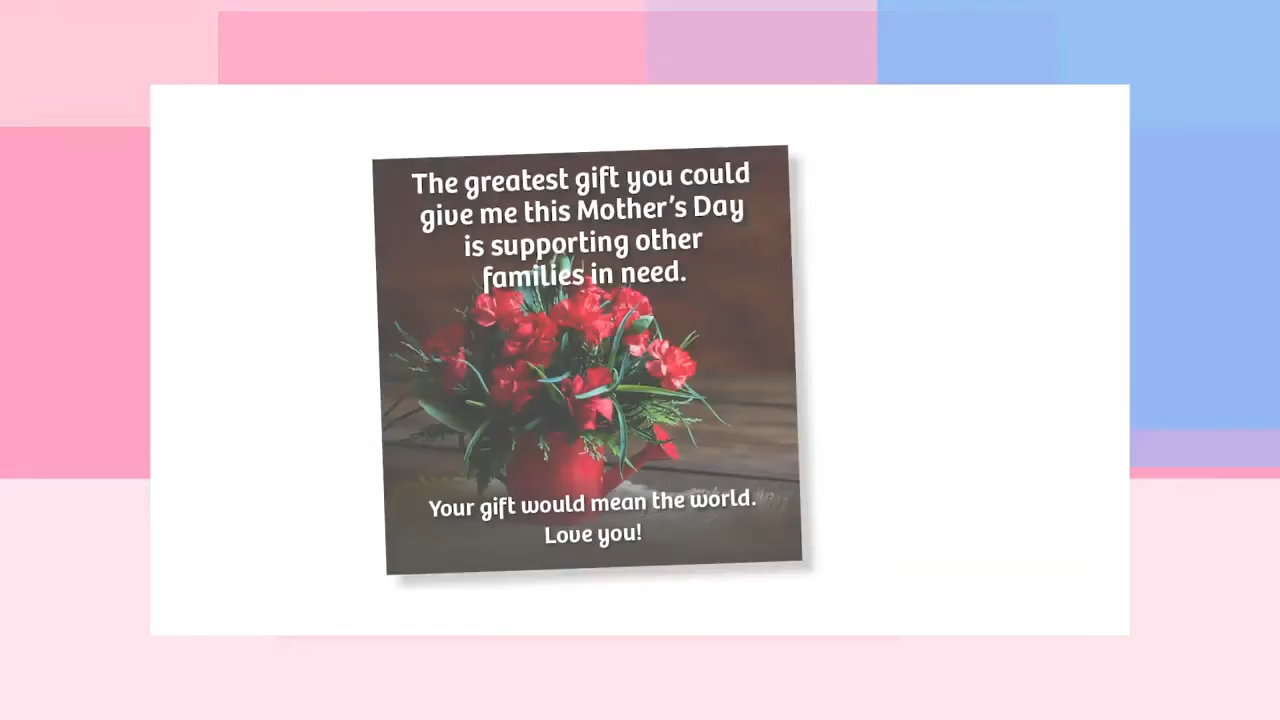 The greatest gift you could
give me this Mother's Day
is supporting other
families in need.
Your gift would mean the world.
Love you!